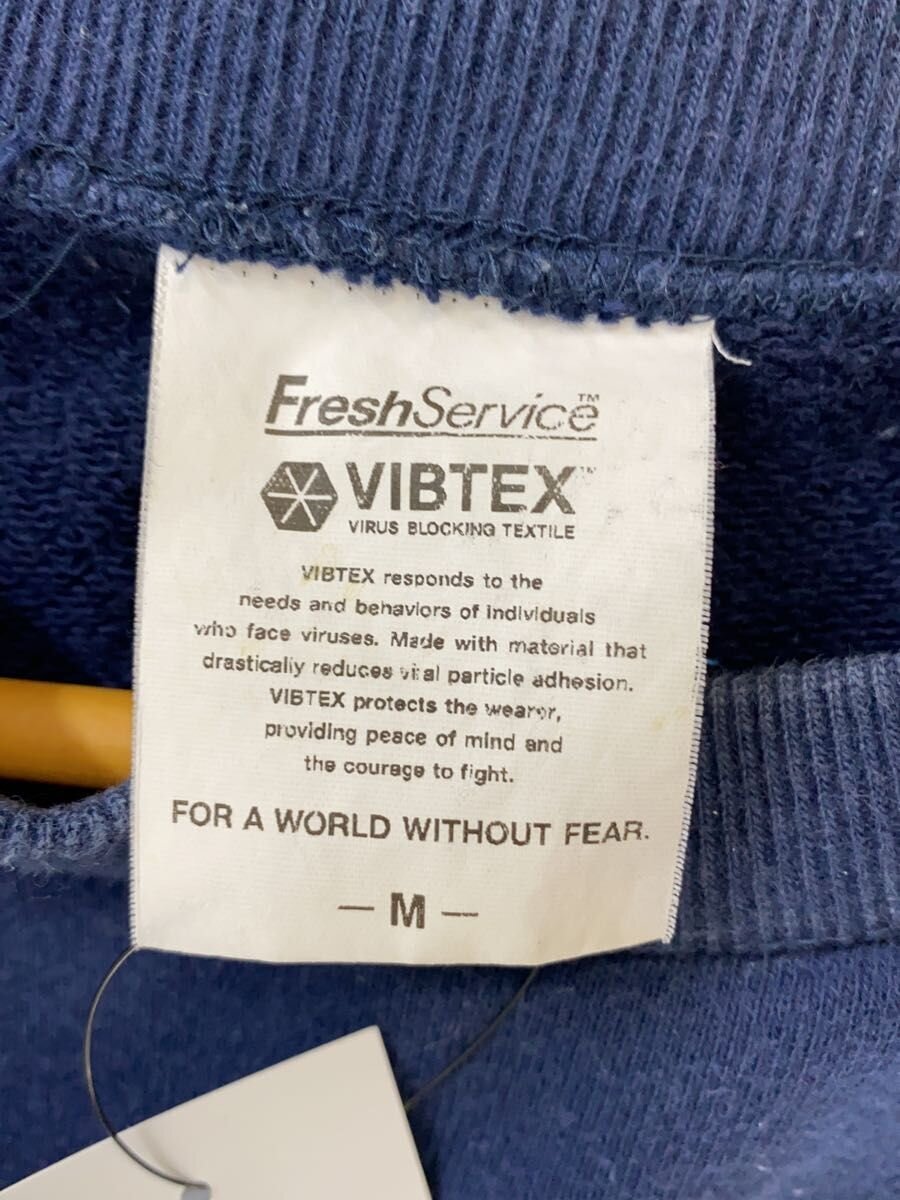 FreshService™
VIBTEX™
VIRUS BLOCKING TEXTILE
VIBTEX responds to the
needs and behaviors of individuals
who face viruses. Made with material that
drastically reduces viral particle adhesion.
VIBTEX protects the wearer,
providing peace of mind and
the courage to fight.
FOR A WORLD WITHOUT FEAR.
— M —